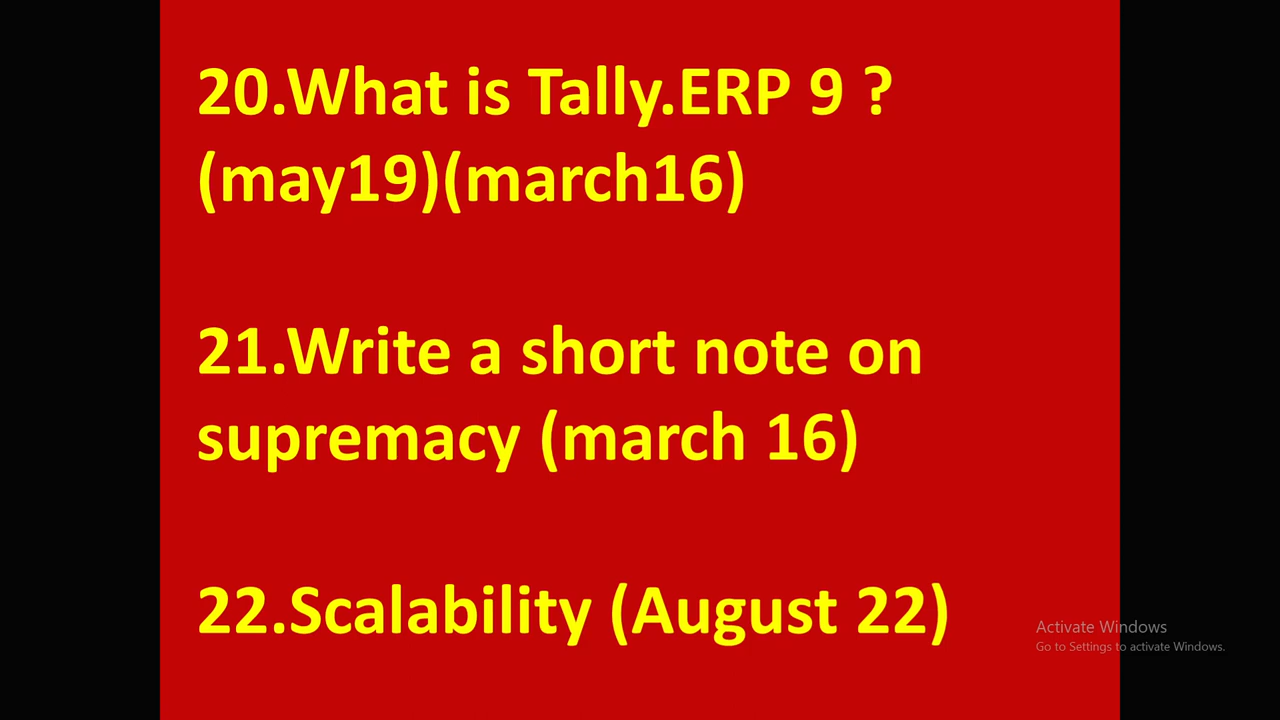 20.What is Tally.ERP 9 ?
(may19)(march16)
21.Write a short note on
supremacy (march 16)
22.Scalability (August 22)
Activate Windows
Go to Settings to activate Windows.